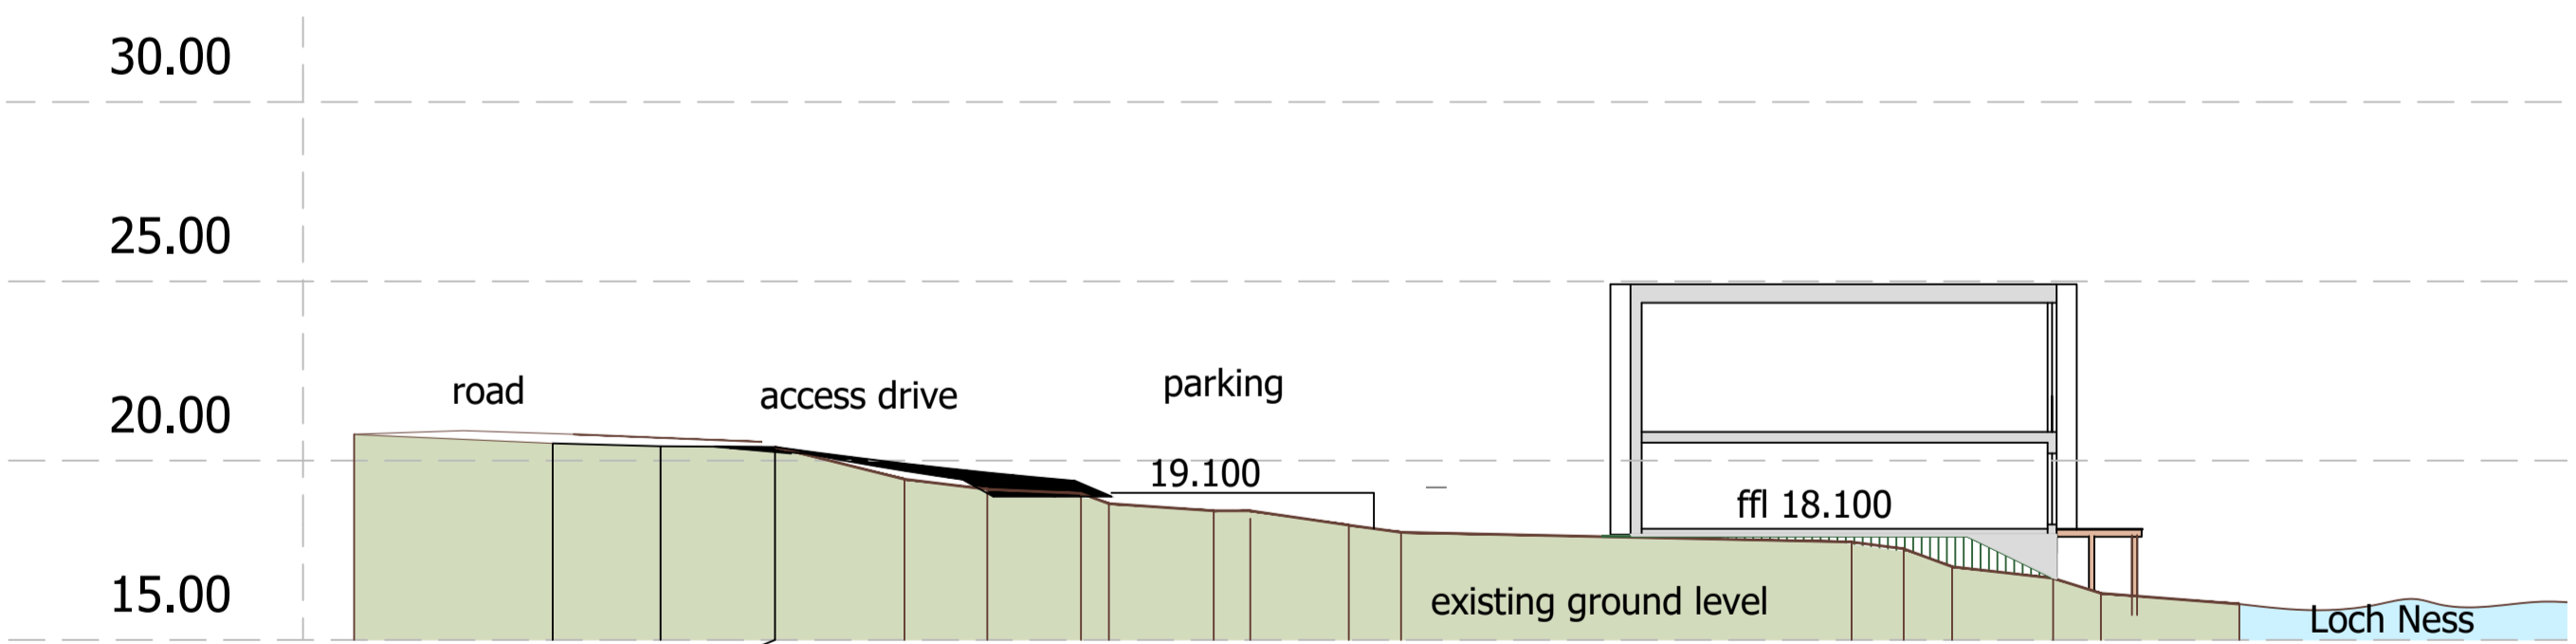 30.00
25.00
20.00
15.00
road
access drive
parking
19.100
ffl 18.100
existing ground level
Loch Ness